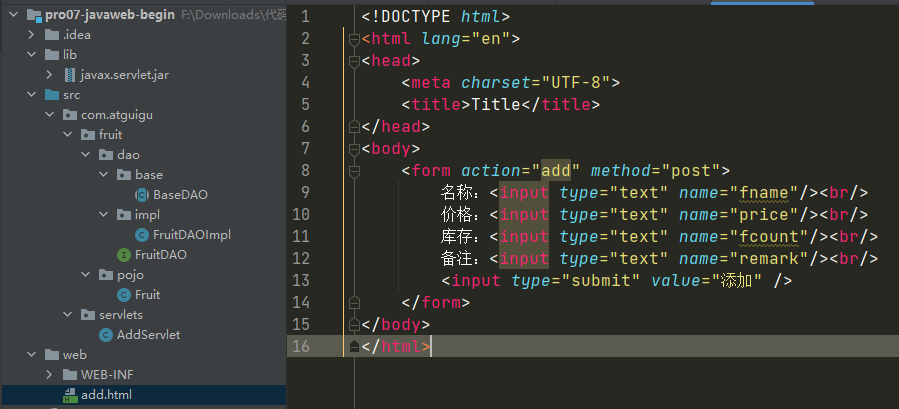 pro07-javaweb-begin F:\Downloads\代码
.idea
lib
javax.servlet.jar
src
com.atguigu
fruit
dao
base
BaseDAO
impl
FruitDAOImpl
FruitDAO
pojo
Fruit
servlets
AddServlet
web
WEB-INF
add.html
1 <!DOCTYPE html>
2 <html lang="en">
3 <head>
4 <meta charset="UTF-8">
5 <title>Title</title>
6 </head>
7 <body>
8 <form action="add" method="post">
9 名称：<input type="text" name="fname"/><br/>
10 价格：<input type="text" name="price"/><br/>
11 库存：<input type="text" name="fcount"/><br/>
12 备注：<input type="text" name="remark"/><br/>
13 <input type="submit" value="添加" />
14 </form>
15 </body>
16 </html>